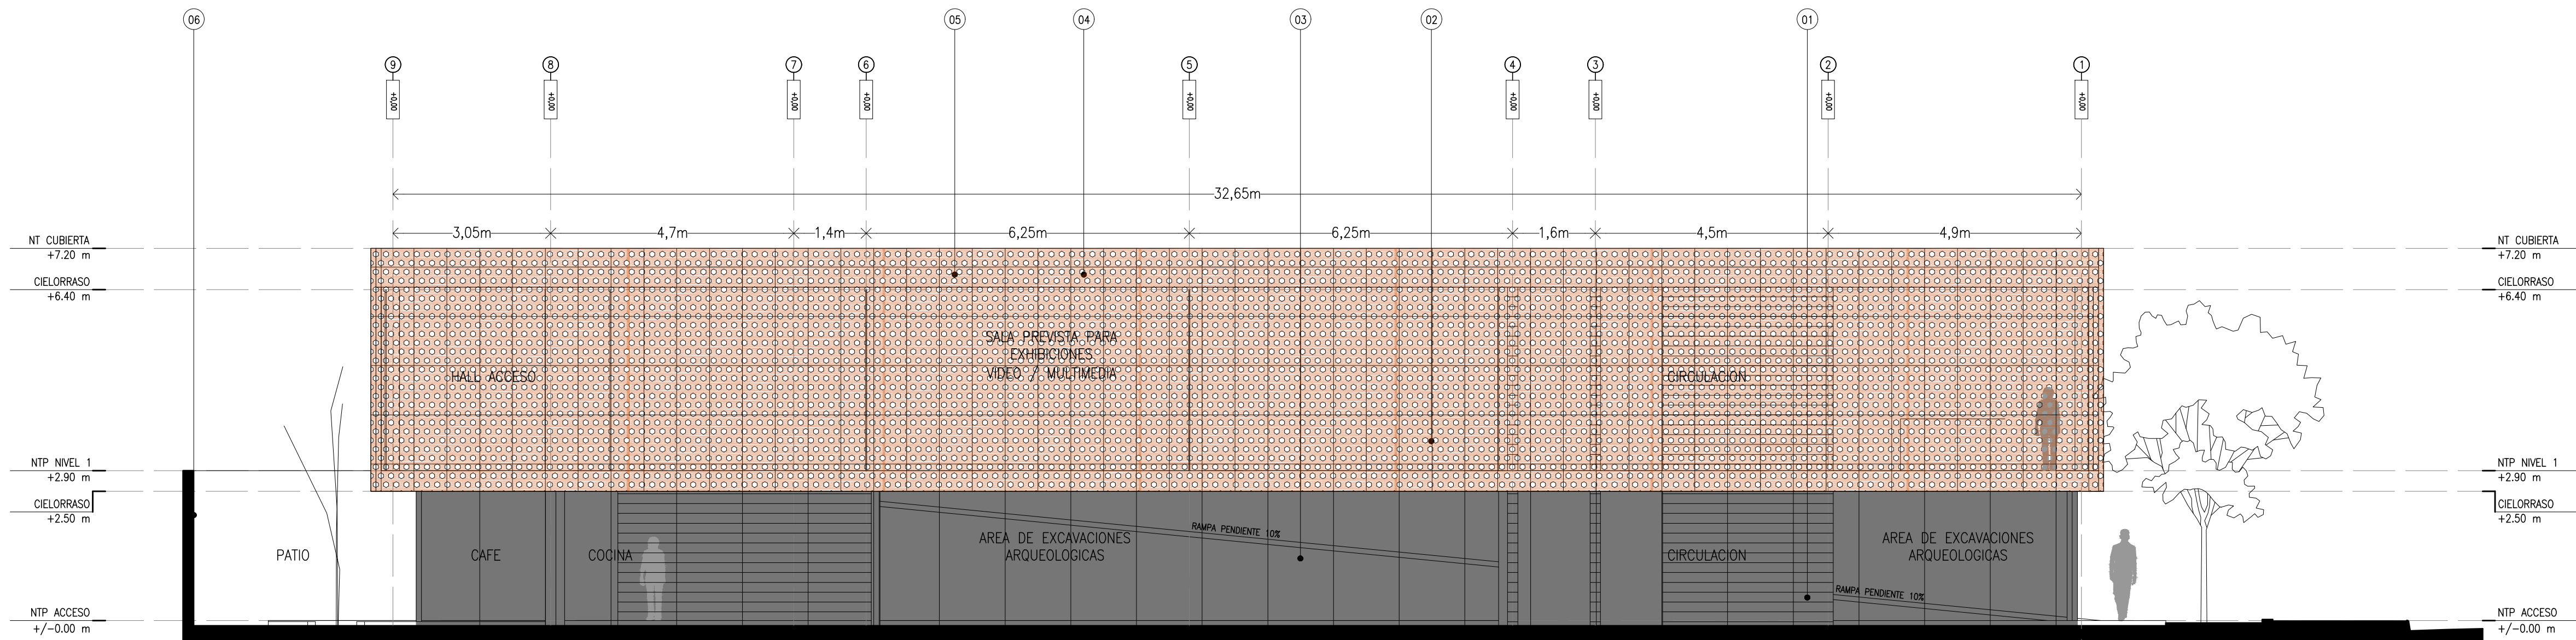 06
05
04
03
02
01
9
8
7
6
5
4
3
2
1
+0,00
+0,00
+0,00
+0,00
+0,00
+0,00
+0,00
+0,00
+0,00
32,65m
3,05m
4,7m
1,4m
6,25m
6,25m
1,6m
4,5m
4,9m
NT CUBIERTA
+7.20 m
CIELORRASO
+6.40 m
NTP NIVEL 1
+2.90 m
CIELORRASO
+2.50 m
NTP ACCESO
+/-0.00 m
HALL ACCESO
SALA PREVISTA PARA
EXHIBICIONES
VIDEO / MULTIMEDIA
CIRCULACION
PATIO
CAFE
COCINA
AREA DE EXCAVACIONES
ARQUEOLOGICAS
RAMPA PENDIENTE 10%
CIRCULACION
AREA DE EXCAVACIONES
ARQUEOLOGICAS
RAMPA PENDIENTE 10%
NT CUBIERTA
+7.20 m
CIELORRASO
+6.40 m
NTP NIVEL 1
+2.90 m
CIELORRASO
+2.50 m
NTP ACCESO
+/-0.00 m